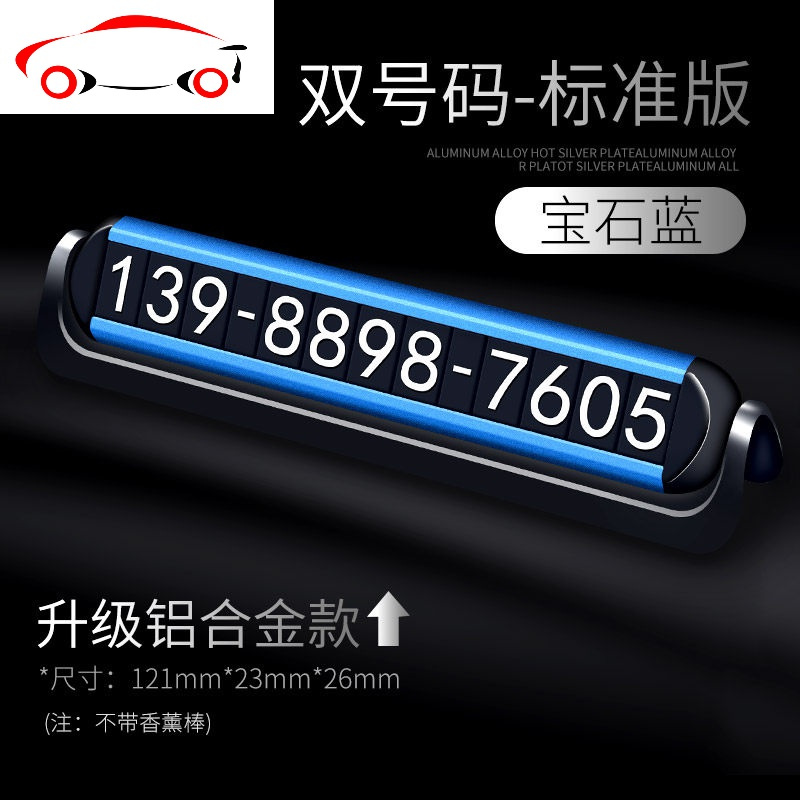 双号码-标准版
ALUMINUM ALLOY HOT SILVER PLATEALUMINUM ALLOY
R PLATOT SILVER PLATEALUMINUM ALL
宝石蓝
139-8898-7605
升级铝合金款
*尺寸：121mm*23mm*26mm
(注：不带香薰棒)